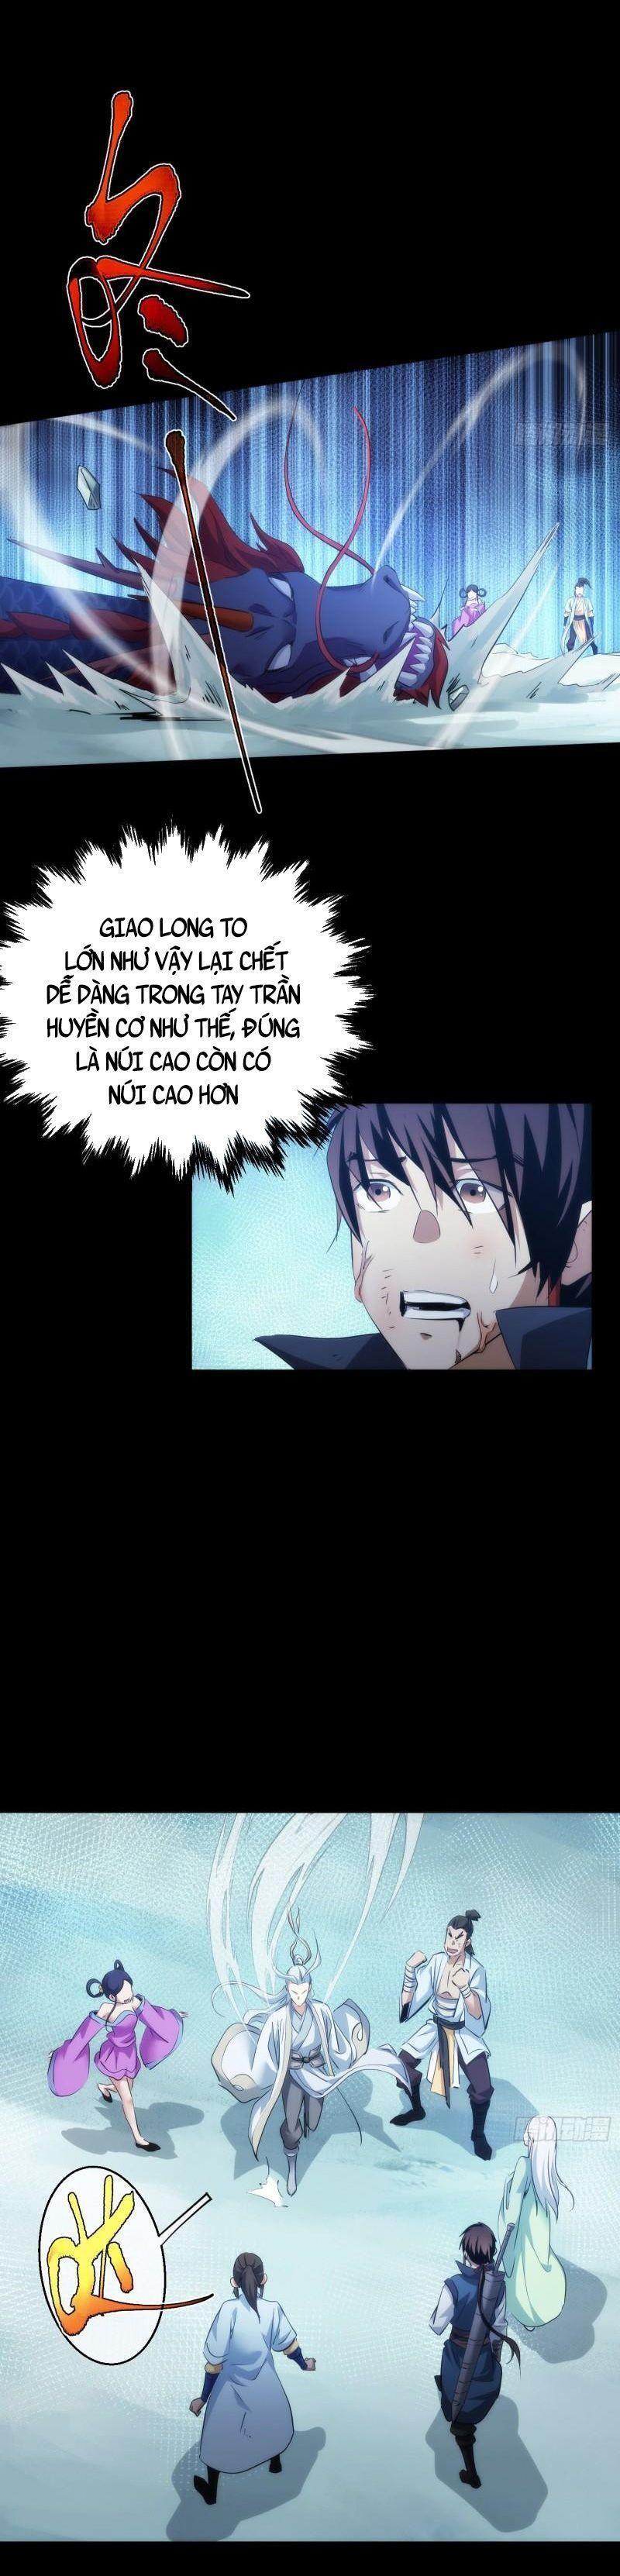 咚
GIAO LONG TO
LỚN NHƯ VẬY LẠI CHẾT
DỄ DÀNG TRONG TAY TRẦN
HUYỀN CƠ NHƯ THẾ, ĐÚNG
LÀ NÚI CAO CÒN CÓ
NÚI CAO HƠN